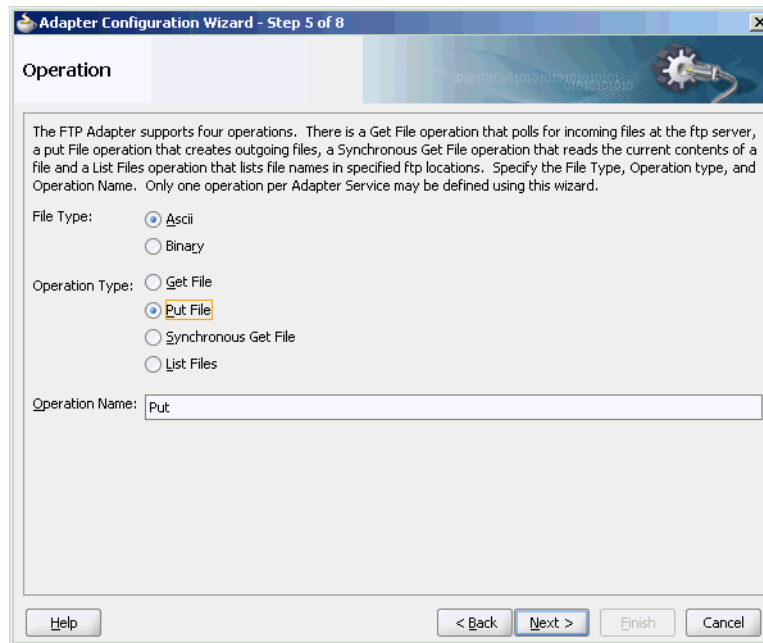 Adapter Configuration Wizard - Step 5 of 8
Operation
01010101010101010101010101
01010101010
The FTP Adapter supports four operations. There is a Get File operation that polls for incoming files at the ftp server,
a put File operation that creates outgoing files, a Synchronous Get File operation that reads the current contents of a
file and a List Files operation that lists file names in specified ftp locations. Specify the File Type, Operation type, and
Operation Name. Only one operation per Adapter Service may be defined using this wizard.
File Type:
Ascii
Binary
Operation Type:
Get File
Put File
Synchronous Get File
List Files
Operation Name:
Put
Help
< Back
Next >
Finish
Cancel